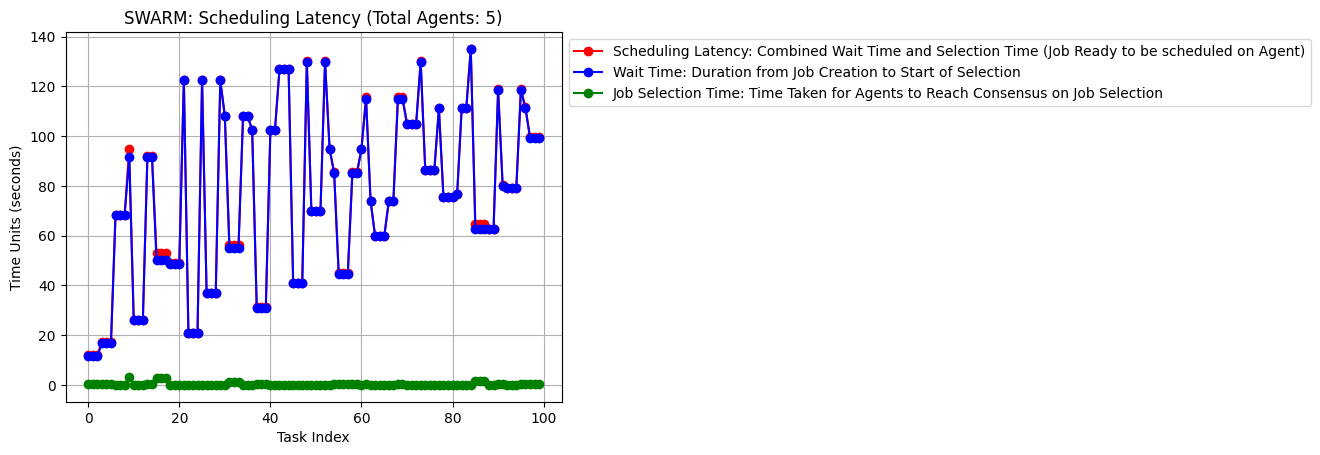 SWARM: Scheduling Latency (Total Agents: 5)
Scheduling Latency: Combined Wait Time and Selection Time (Job Ready to be scheduled on Agent)
Wait Time: Duration from Job Creation to Start of Selection
Job Selection Time: Time Taken for Agents to Reach Consensus on Job Selection
Time Units (seconds)
140
120
100
80
60
40
20
0
0 20 40 60 80 100
Task Index